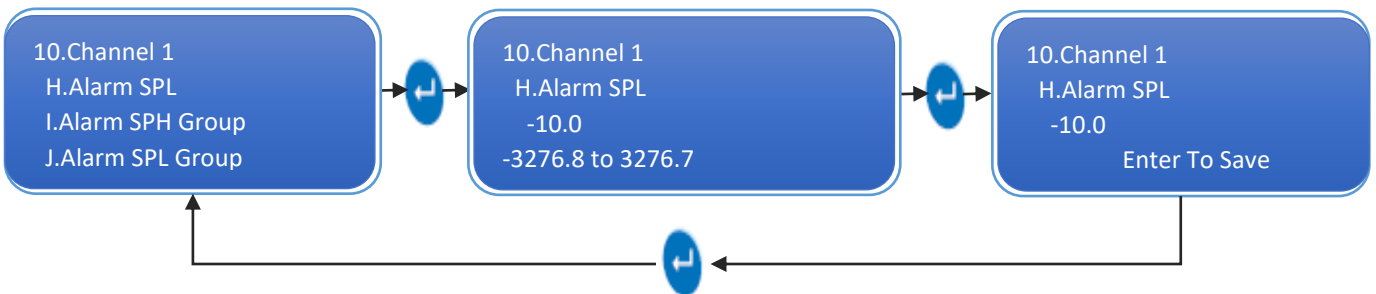 10.Channel 1
H.Alarm SPL
I.Alarm SPH Group
J.Alarm SPL Group
10.Channel 1
H.Alarm SPL
-10.0
-3276.8 to 3276.7
10.Channel 1
H.Alarm SPL
-10.0
Enter To Save